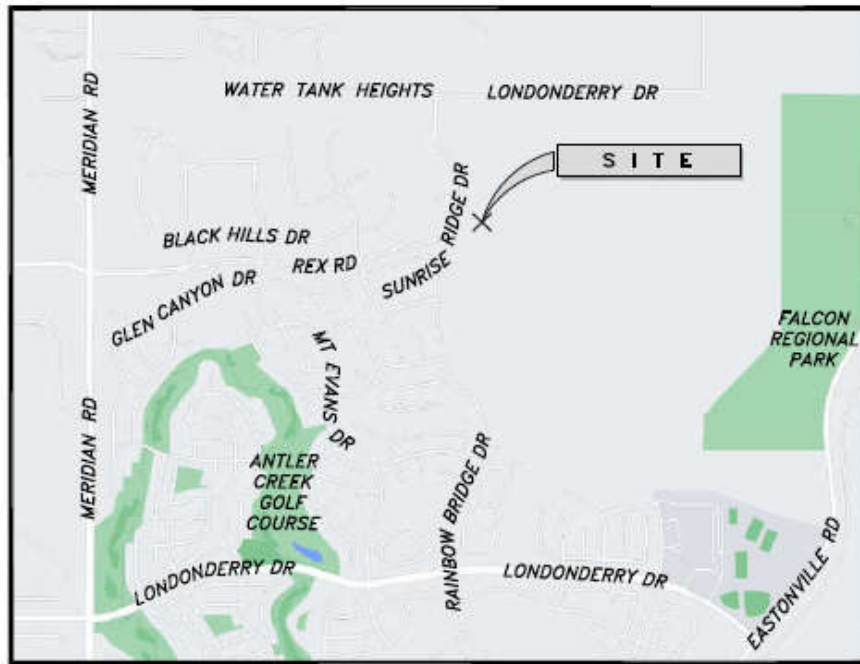 MERIDIAN RD
WATER TANK HEIGHTS
LONDONDERRY DR
SITE
SUNRISE RIDGE DR
BLACK HILLS DR
REX RD
GLEN CANYON DR
FALCON
REGIONAL
PARK
MT EVANS DR
MERIDIAN RD
ANTLER
CREEK
GOLF
COURSE
RAINBOW BRIDGE DR
LONDONDERRY DR
LONDONDERRY DR
EASTONVILLE RD